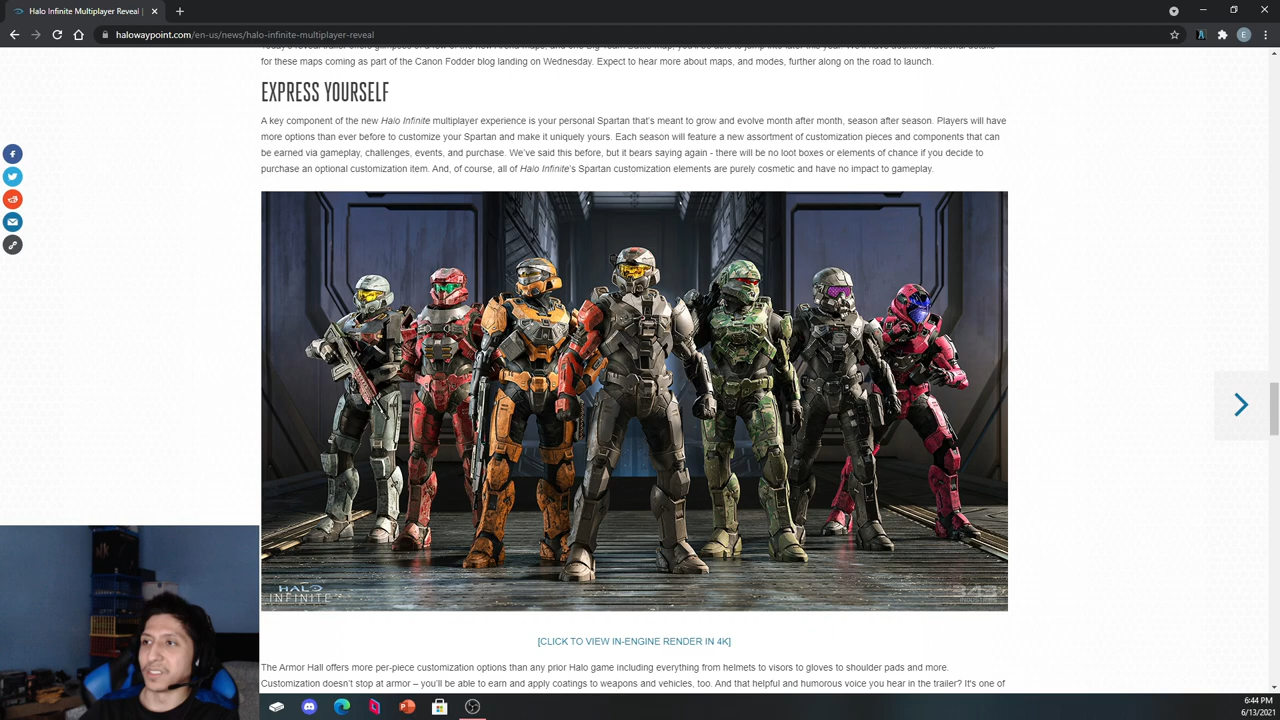 Halo Infinite Multiplayer Reveal |
halowaypoint.com/en-us/news/halo-infinite-multiplayer-reveal
E
for these maps coming as part of the Canon Fodder blog landing on Wednesday. Expect to hear more about maps, and modes, further along on the road to launch.
EXPRESS YOURSELF
A key component of the new Halo Infinite multiplayer experience is your personal Spartan that's meant to grow and evolve month after month, season after season. Players will have
more options than ever before to customize your Spartan and make it uniquely yours. Each season will feature a new assortment of customization pieces and components that can
be earned via gameplay, challenges, events, and purchase. We've said this before, but it bears saying again - there will be no loot boxes or elements of chance if you decide to
purchase an optional customization item. And, of course, all of Halo Infinite's Spartan customization elements are purely cosmetic and have no impact to gameplay.
HALO
INFINITE
343
INDUSTRIES
[CLICK TO VIEW IN-ENGINE RENDER IN 4K]
The Armor Hall offers more per-piece customization options than any prior Halo game including everything from helmets to visors to gloves to shoulder pads and more.
Customization doesn't stop at armor – you'll be able to earn and apply coatings to weapons and vehicles, too. And that helpful and humorous voice you hear in the trailer? It's one of
6:44 PM
6/13/2021